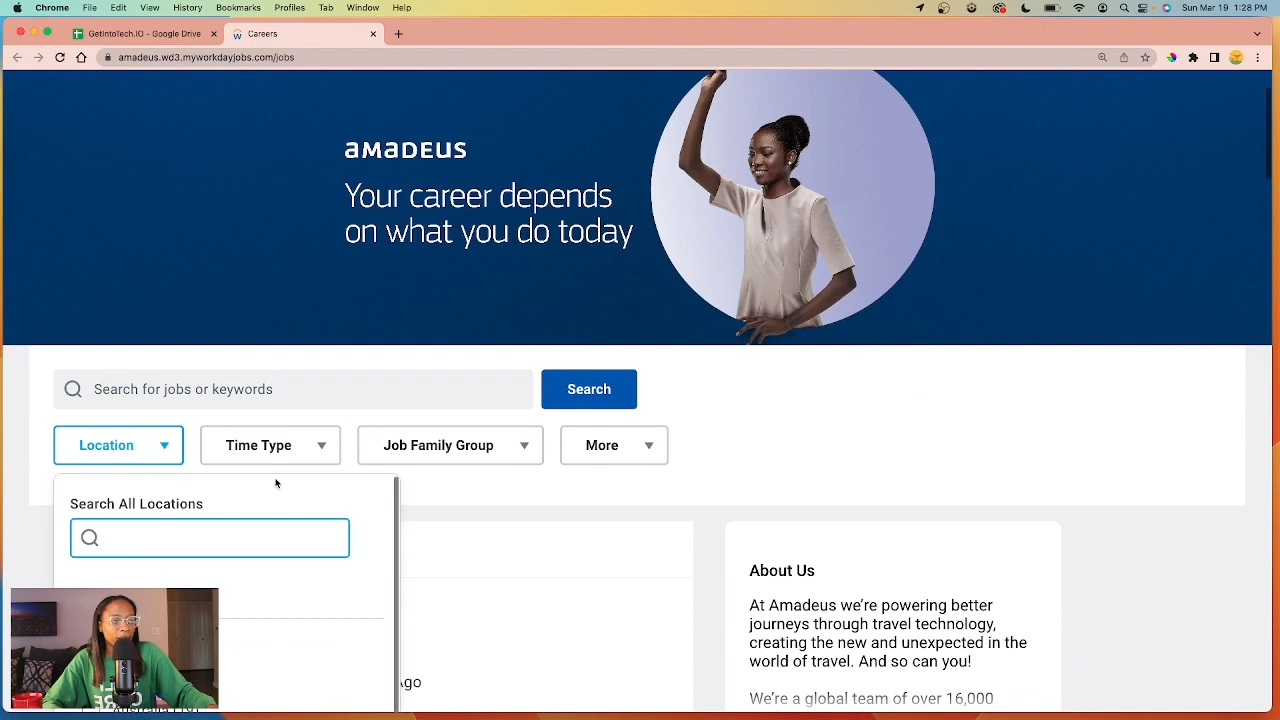 Chrome File Edit View History Bookmarks Profiles Tab Window Help Sun Mar 19 1:28 PM
GetIntoTech.IO - Google Drive Careers
amadeus.wd3.myworkdayjobs.com/jobs
amadeus
Your career depends
on what you do today
Search for jobs or keywords Search
Location Time Type Job Family Group More
Search All Locations
About Us
At Amadeus we're powering better
journeys through travel technology,
creating the new and unexpected in the
world of travel. And so can you!
Ago
We're a global team of over 16,000